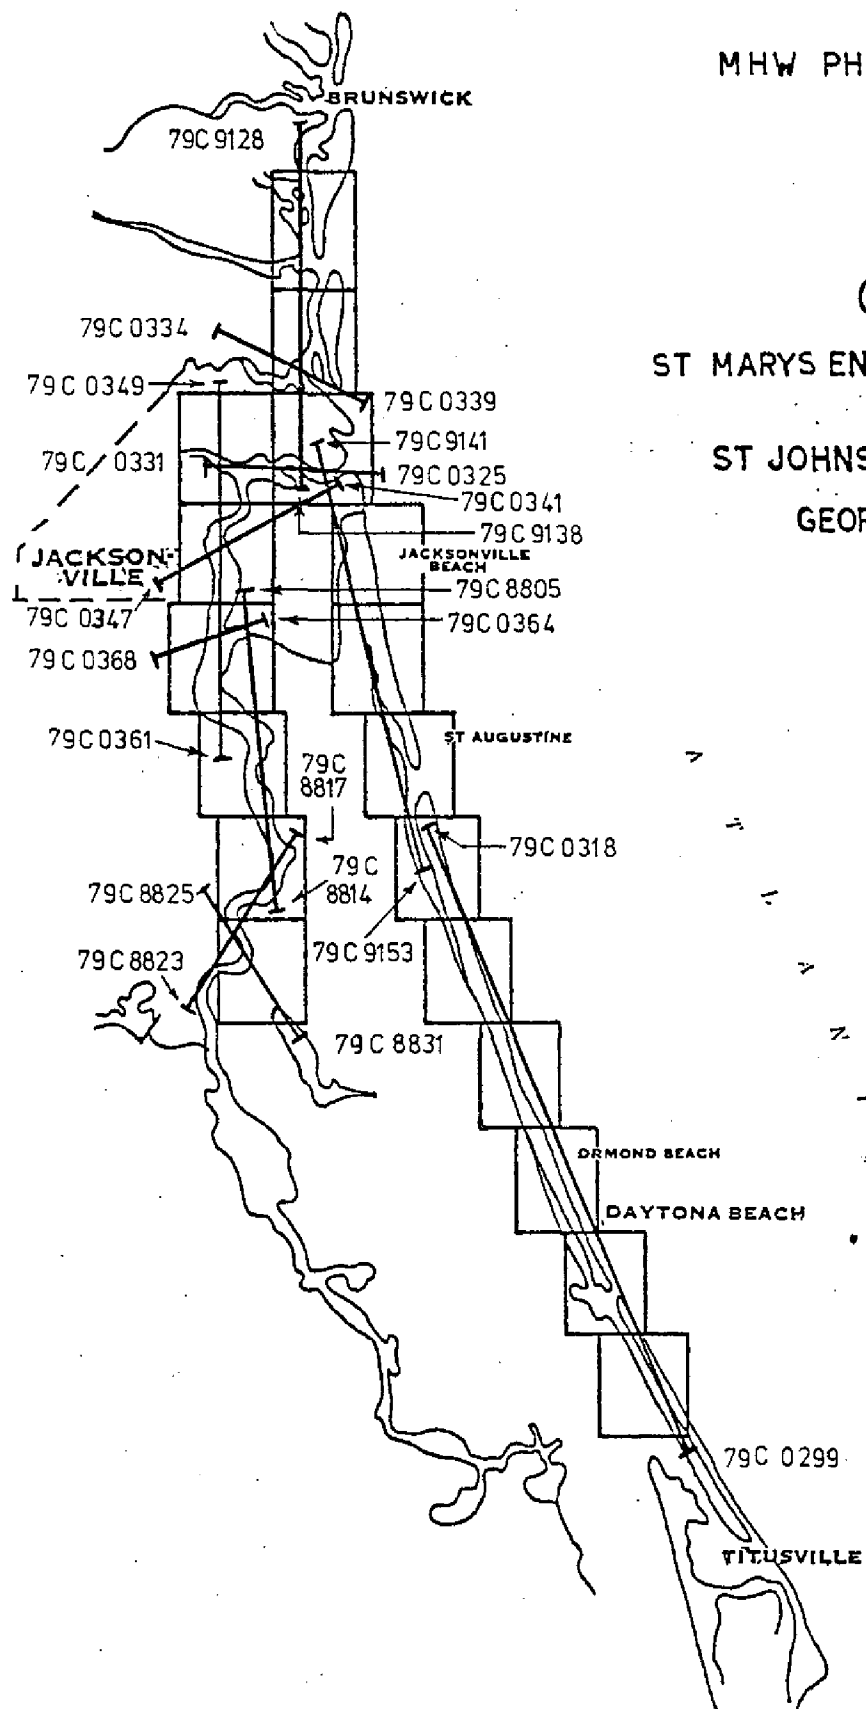 MHW PH
BRUNSWICK
79C 9128
79C 0334
ST MARYS EN
79C 0349
79C 0339
79C 9141
ST JOHNS
79C 0331
79C 0325
79C 0341
GEOR
79C 9138
JACKSON-
VILLE
JACKSONVILLE
BEACH
79C 8805
79C 0347
79C 0364
79C 0368
79C 0361
ST AUGUSTINE
79C
8817
79C 0318
79C
8814
79C 8825
79C 9153
79C 8823
79C 8831
ORMOND BEACH
DAYTONA BEACH
79C 0299
TITUSVILLE